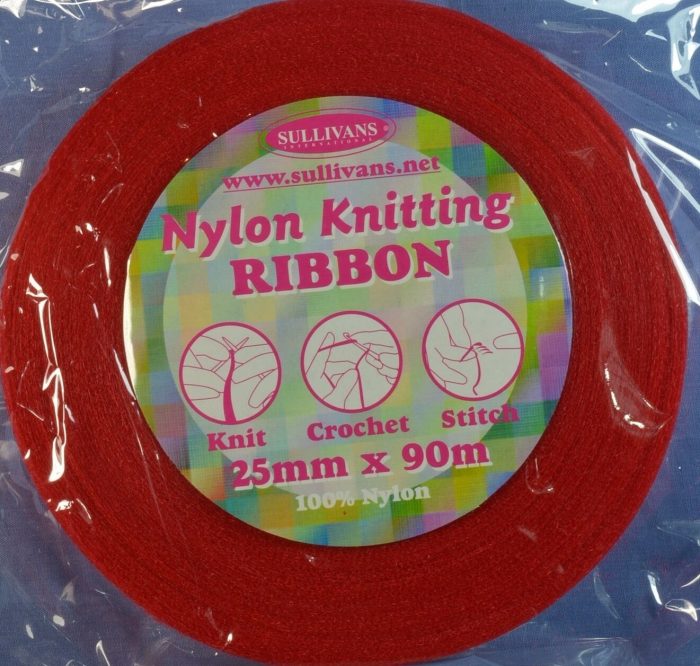 SULLIVANS
INTERNATIONAL
www.sullivans.net
Nylon Knitting
RIBBON
Knit Crochet Stitch
25mm x 90m
100% Nylon